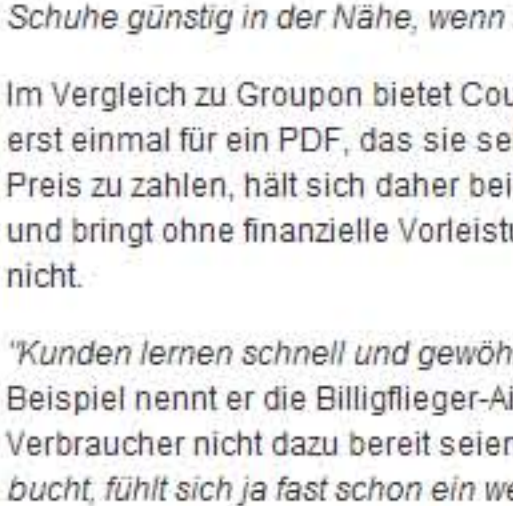 Schuhe günstig in der Nähe, wenn
Im Vergleich zu Groupon bietet Cou
erst einmal für ein PDF, das sie se
Preis zu zahlen, hält sich daher bei
und bringt ohne finanzielle Vorleistu
nicht.
"Kunden lernen schnell und gewöh
Beispiel nennt er die Billigflieger-Ai
Verbraucher nicht dazu bereit seien
bucht, fühlt sich ja fast schon ein we